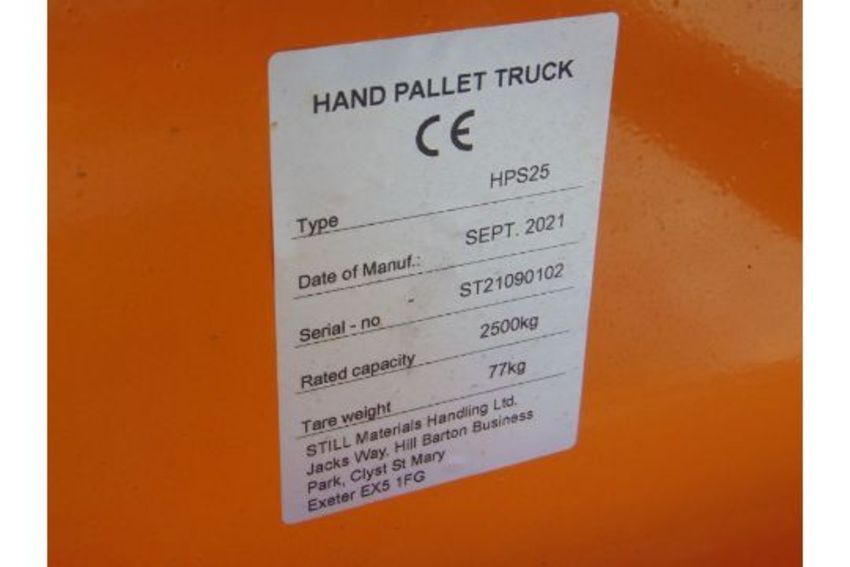 HAND PALLET TRUCK
CE
Type HPS25
Date of Manuf.: SEPT. 2021
Serial - no - ST21090102
Rated capacity 2500kg
Tare weight 77kg
STILL Materials Handling Ltd.
Jacks Way, Hill Barton Business
Park, Clyst St Mary
Exeter EX5 1FG